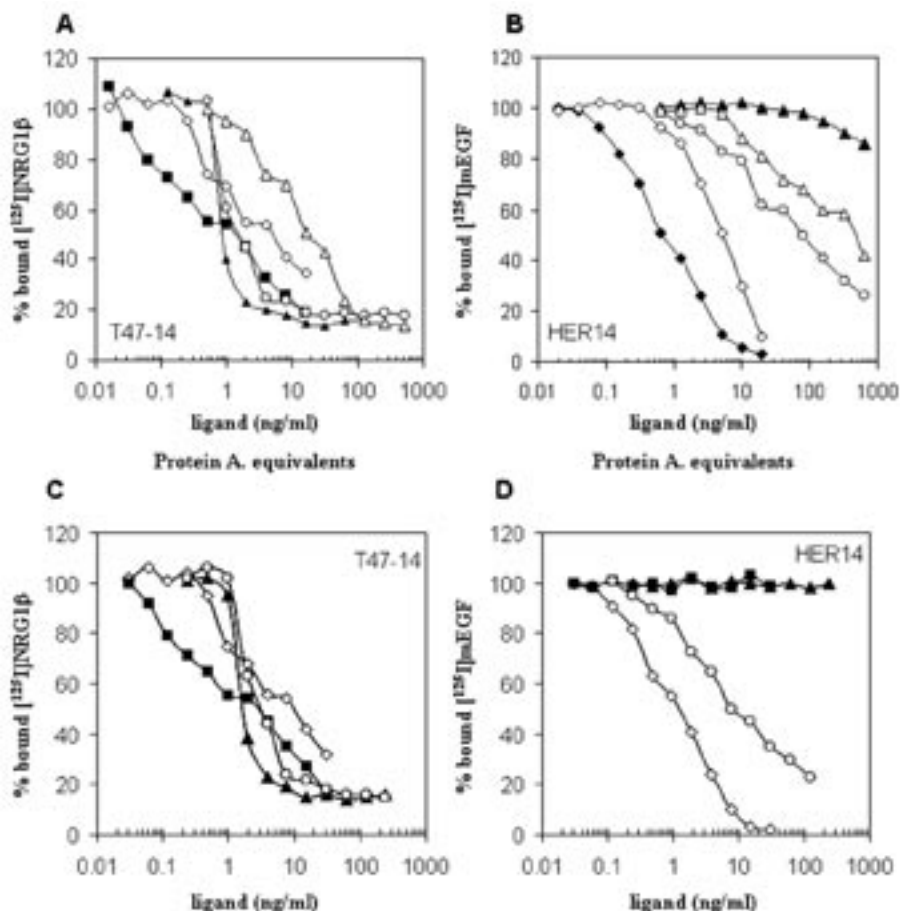 A
120
100
80
60
40
20
0
% bound [¹²⁵I]NRG1β
T47-14
0.01 0.1 1 10 100 1000
ligand (ng/ml)
Protein A. equivalents
B
120
100
80
60
40
20
0
% bound [¹²⁵I]mEGF
HER14
0.01 0.1 1 10 100 1000
ligand (ng/ml)
Protein A. equivalents
C
120
100
80
60
40
20
0
% bound [¹²⁵I]NRG1β
T47-14
0.01 0.1 1 10 100 1000
ligand (ng/ml)
D
120
100
80
60
40
20
0
% bound [¹²⁵I]mEGF
HER14
0.01 0.1 1 10 100 1000
ligand (ng/ml)